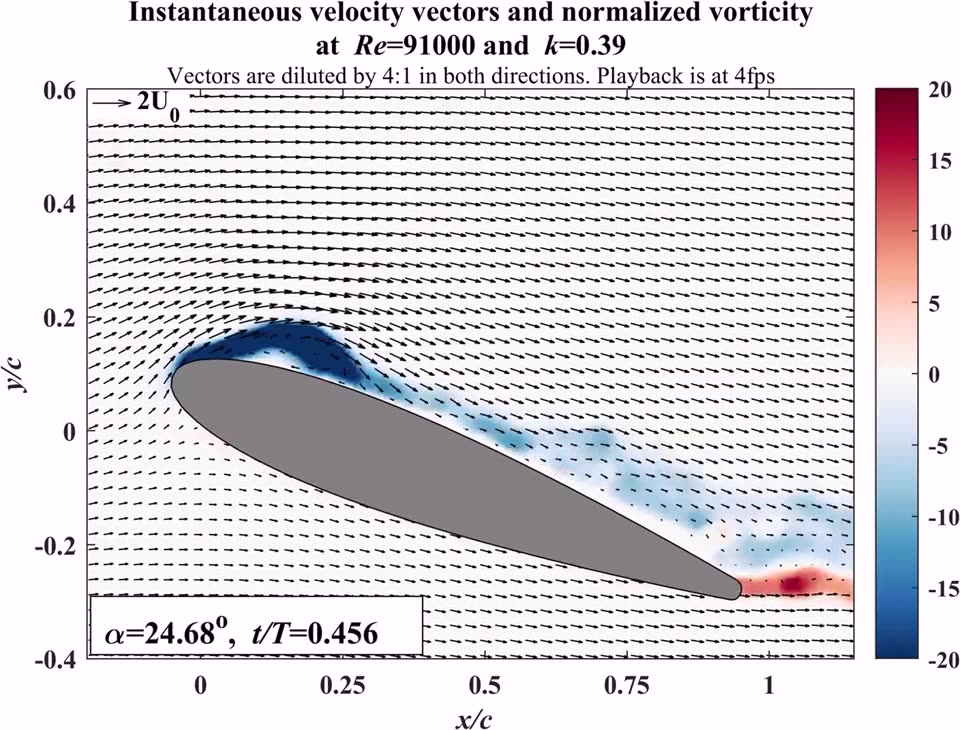 Instantaneous velocity vectors and normalized vorticity
at Re=91000 and k=0.39
Vectors are diluted by 4:1 in both directions. Playback is at 4fps
0.6
2U0
0.4
0.2
0
-0.2
-0.4
y/c
α=24.68o, t/T=0.456
0 0.25 0.5 0.75 1
x/c
20
15
10
5
0
-5
-10
-15
-20